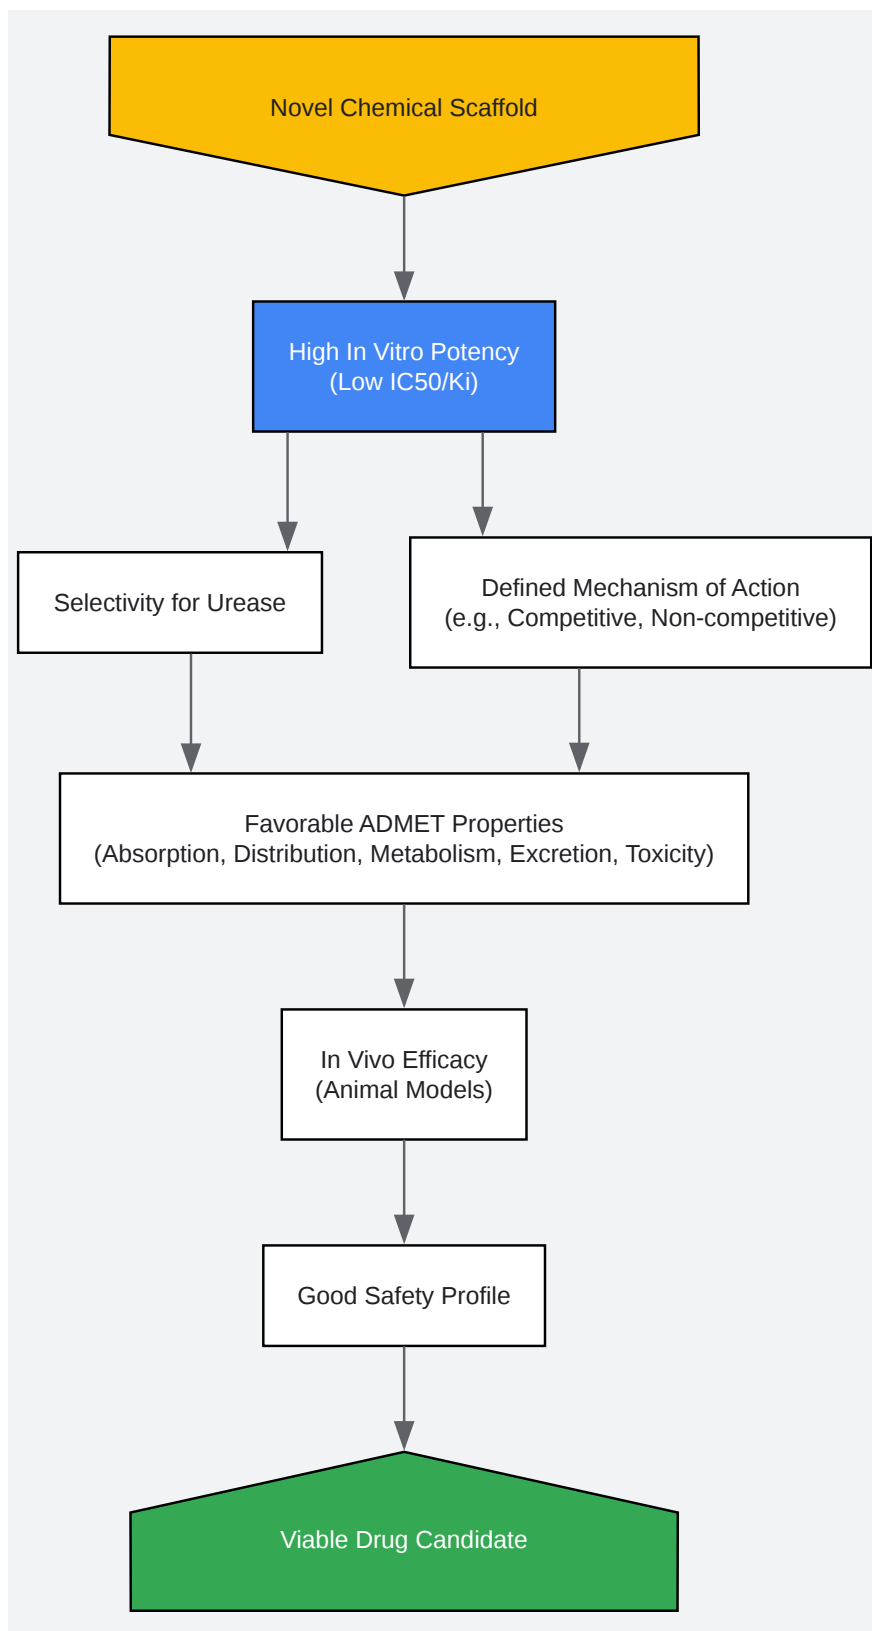 Novel Chemical Scaffold
High In Vitro Potency
(Low IC50/Ki)
Selectivity for Urease
Defined Mechanism of Action
(e.g., Competitive, Non-competitive)
Favorable ADMET Properties
(Absorption, Distribution, Metabolism, Excretion, Toxicity)
In Vivo Efficacy
(Animal Models)
Good Safety Profile
Viable Drug Candidate